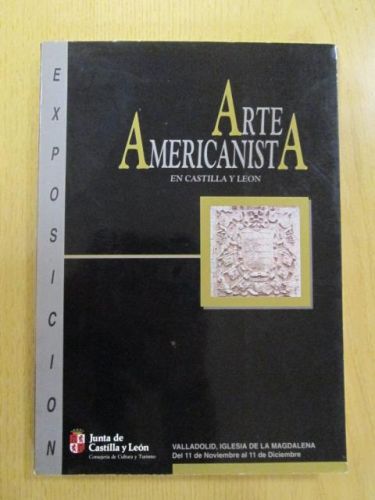 EXPOSICION
ARTE
AMERICANISTA
EN CASTILLA Y LEON
Junta de
Castilla y León
Consejería de Cultura y Turismo
VALLADOLID. IGLESIA DE LA MAGDALENA
Del 11 de Noviembre al 11 de Diciembre